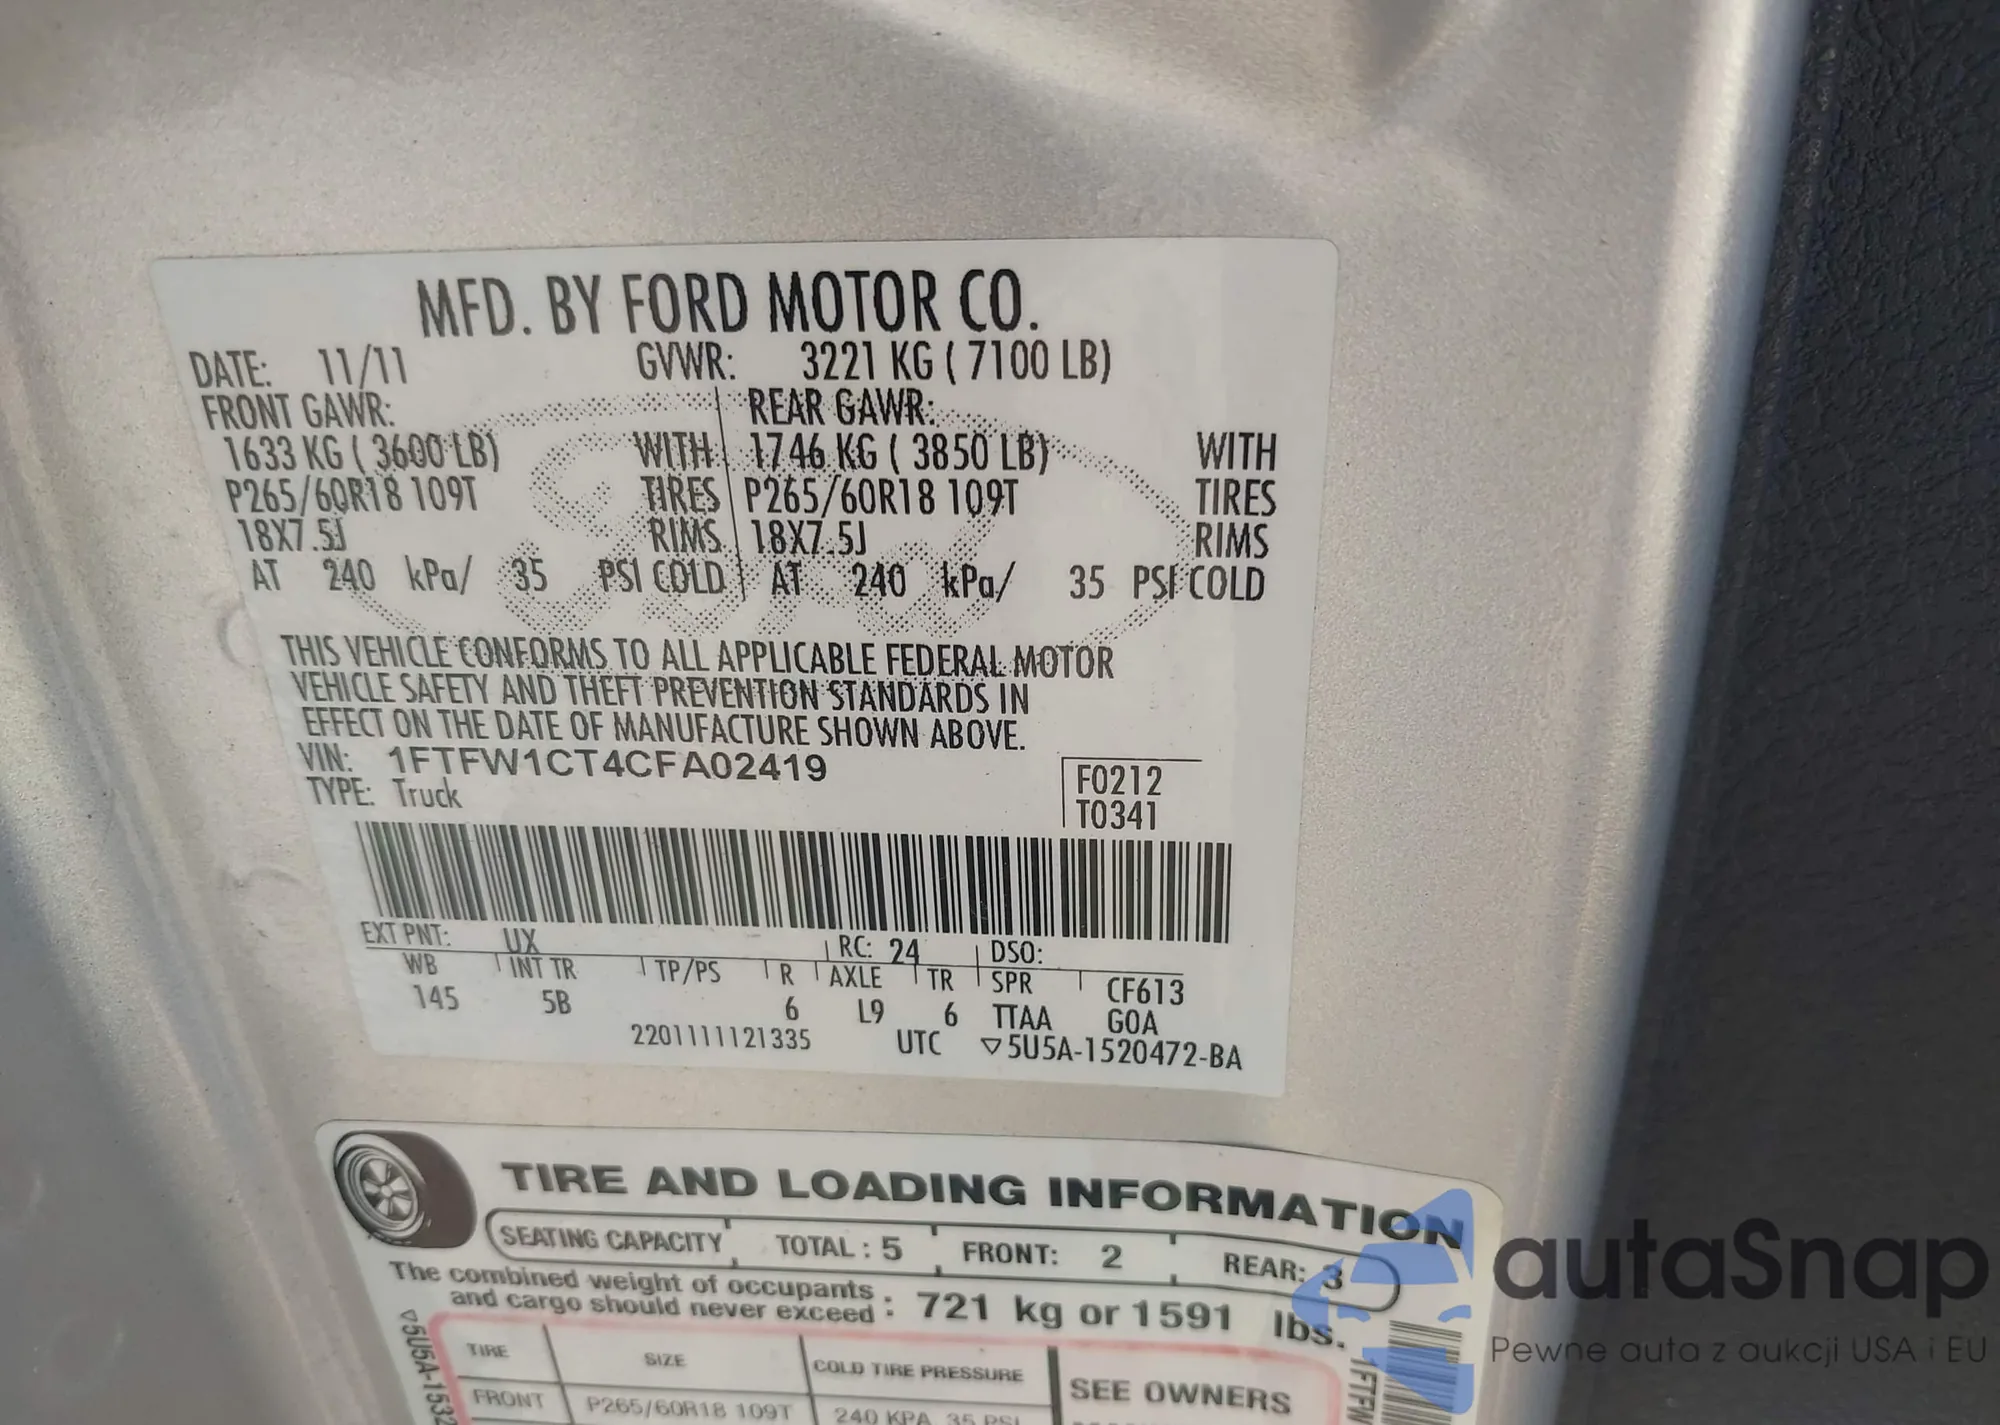 MFD. BY FORD MOTOR CO.
DATE: 11/11 GVWR: 3221 KG ( 7100 LB)
FRONT GAWR: REAR GAWR:
1633 KG ( 3600 LB) WITH 1746 KG ( 3850 LB) WITH
P265/60R18 109T TIRES P265/60R18 109T TIRES
18X7.5J RIMS 18X7.5J RIMS
AT 240 kPa/ 35 PSI COLD AT 240 kPa/ 35 PSI COLD
THIS VEHICLE CONFORMS TO ALL APPLICABLE FEDERAL MOTOR
VEHICLE SAFETY AND THEFT PREVENTION STANDARDS IN
EFFECT ON THE DATE OF MANUFACTURE SHOWN ABOVE.
VIN: 1FTFW1CT4CFA02419
TYPE: Truck
F0212
T0341
EXT PNT: UX RC: 24 DSO:
WB INT TR TP/PS R AXLE TR SPR CF613
145 5B 6 L9 6 TTAA GOA
2201111121335 UTC ▽5U5A-1520472-BA
TIRE AND LOADING INFORMATION
SEATING CAPACITY TOTAL : 5 FRONT: 2 REAR: 3
The combined weight of occupants
and cargo should never exceed : 721 kg or 1591 lbs.
TIRE SIZE COLD TIRE PRESSURE SEE OWNERS
FRONT P265/60R18 109T 240 KPA, 35 PSI
▽5U5A-1532
1FTFW
autaSnap
Pewne auta z aukcji USA i EU